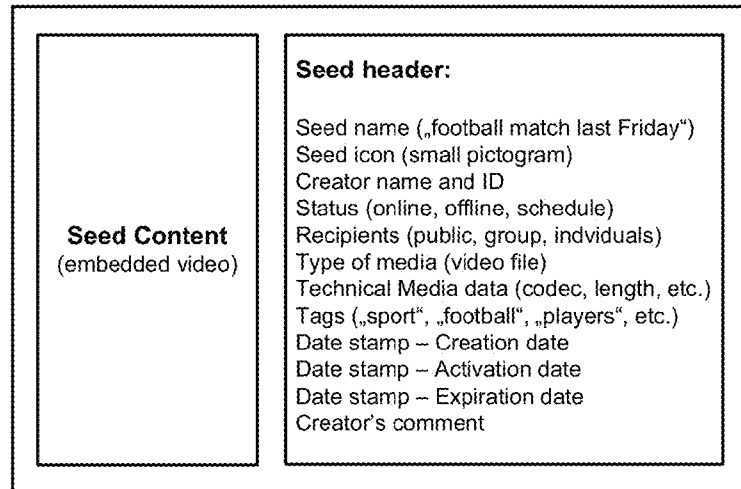 Seed Content
(embedded video)
Seed header:
Seed name („football match last Friday“)
Seed icon (small pictogram)
Creator name and ID
Status (online, offline, schedule)
Recipients (public, group, indviduals)
Type of media (video file)
Technical Media data (codec, length, etc.)
Tags („sport“, „football“, „players“, etc.)
Date stamp – Creation date
Date stamp – Activation date
Date stamp – Expiration date
Creator's comment